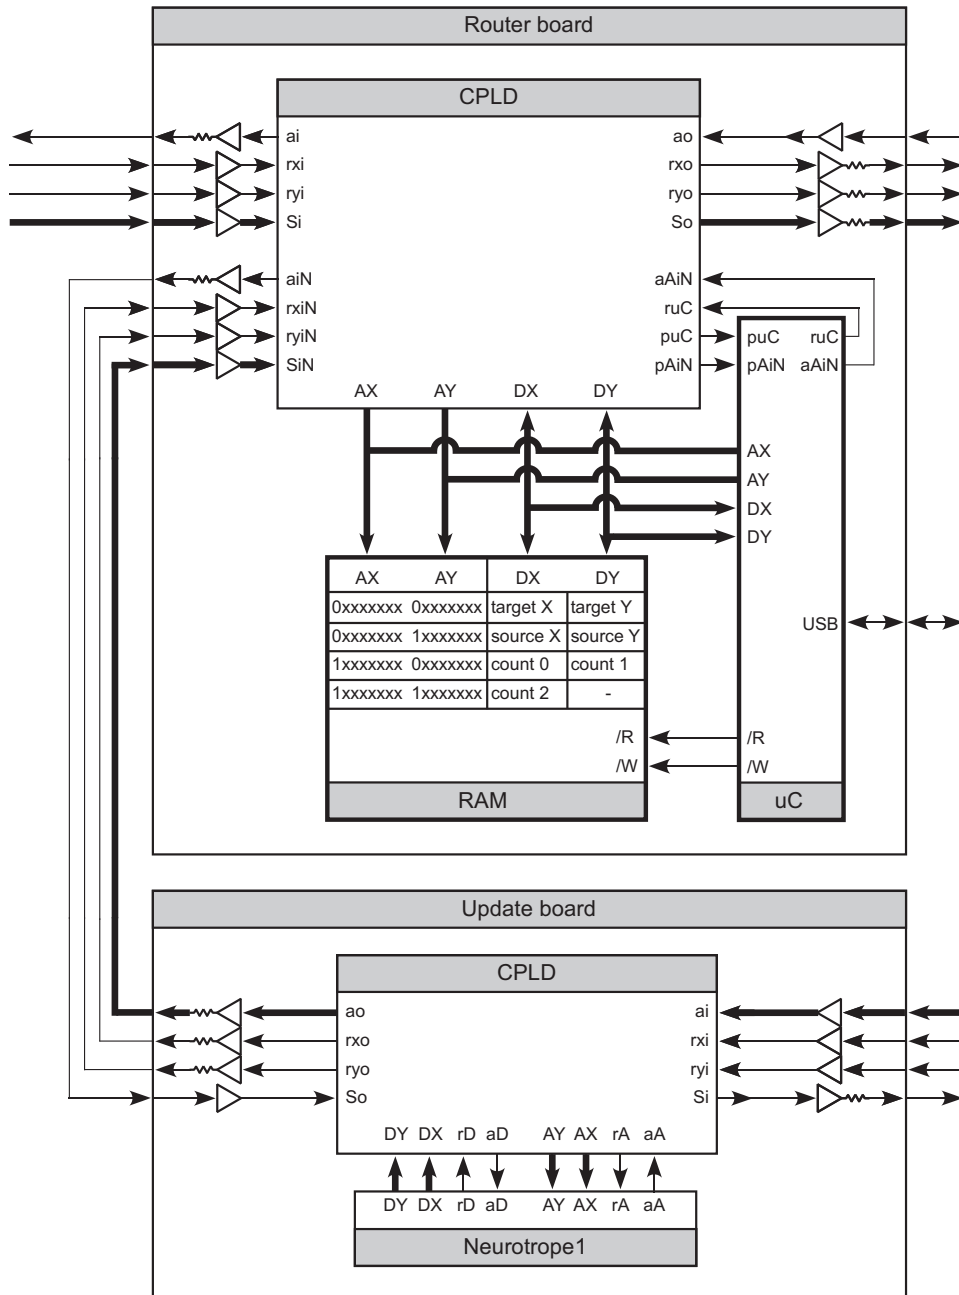 Router board
CPLD
ai ao
rxi rxo
ryi ryo
Si So
aiN aAiN
rxiN ruC
ryiN puC puC ruC
SiN pAiN pAiN aAiN
AX AY DX DY
AX
AY
DX
DY
AX AY DX DY
0xxxxxxx 0xxxxxxx target X target Y
0xxxxxxx 1xxxxxxx source X source Y
USB
1xxxxxxx 0xxxxxxx count 0 count 1
1xxxxxxx 1xxxxxxx count 2 -
/R /R
/W /W
RAM uC
Update board
CPLD
ao ai
rxo rxi
ryo ryi
So Si
DY DX rD aD AY AX rA aA
DY DX rD aD AY AX rA aA
Neurotrope1